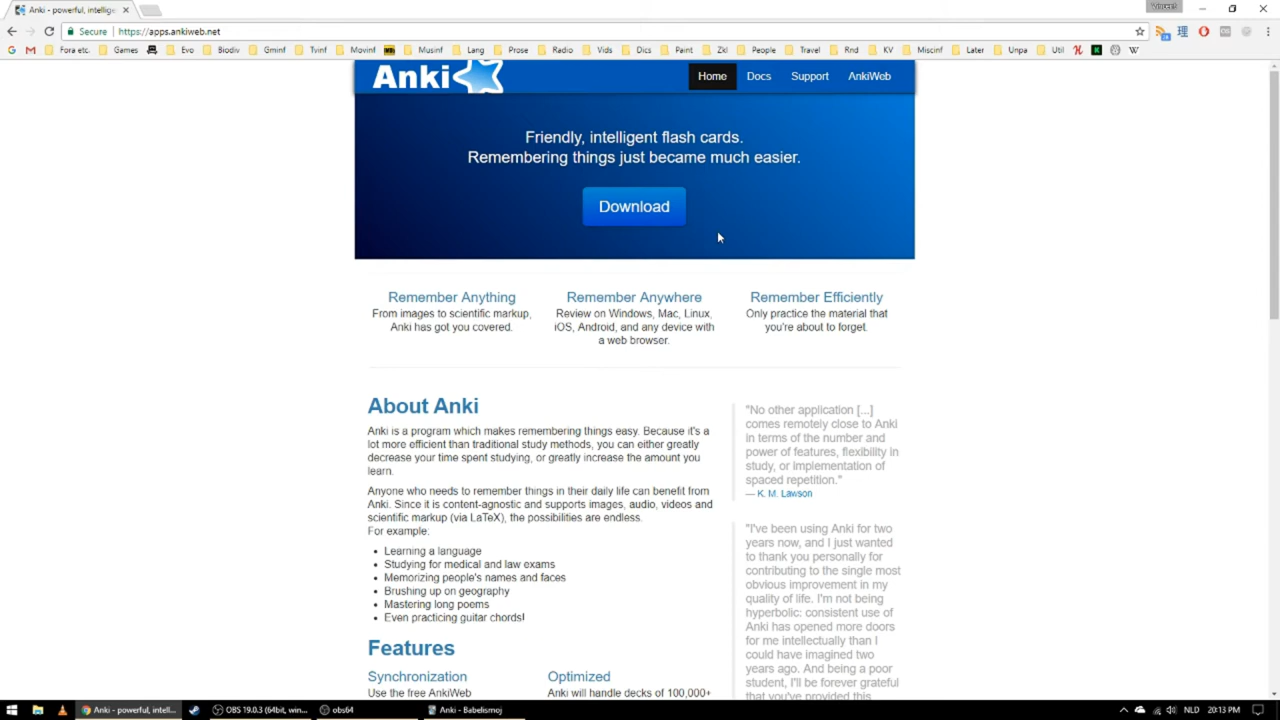 Anki - powerful, intellige
Secure
https://apps.ankiweb.net
Fora etc.
Games
Evo
Biodiv
Gminf
Tvinf
Movinf
Musinf
Lang
Prose
Radio
Vids
Dics
Paint
Zkl
People
Travel
Rnd
KV
Miscinf
Later
Unpa
Util
Anki
Home
Docs
Support
AnkiWeb
Friendly, intelligent flash cards.
Remembering things just became much easier.
Download
Remember Anything
From images to scientific markup,
Anki has got you covered.
Remember Anywhere
Review on Windows, Mac, Linux,
iOS, Android, and any device with
a web browser.
Remember Efficiently
Only practice the material that
you're about to forget.
About Anki
Anki is a program which makes remembering things easy. Because it's a
lot more efficient than traditional study methods, you can either greatly
decrease your time spent studying, or greatly increase the amount you
learn.
Anyone who needs to remember things in their daily life can benefit from
Anki. Since it is content-agnostic and supports images, audio, videos and
scientific markup (via LaTeX), the possibilities are endless.
For example:
Learning a language
Studying for medical and law exams
Memorizing people's names and faces
Brushing up on geography
Mastering long poems
Even practicing guitar chords!
Features
Synchronization
Use the free AnkiWeb
Optimized
Anki will handle decks of 100,000+
"No other application [...]
comes remotely close to Anki
in terms of the number and
power of features, flexibility in
study, or implementation of
spaced repetition."
— K. M. Lawson
"I've been using Anki for two
years now, and I just wanted
to thank you personally for
contributing to the single most
obvious improvement in my
quality of life. I'm not being
hyperbolic: consistent use of
Anki has opened more doors
for me intellectually than I
could have imagined two
years ago. And being a poor
student, I'll be forever grateful
that you've provided this
Anki - powerful, intell...
OBS 19.0.3 (64bit, win...
obs64
Anki - Babelismoj
NLD
20:13 PM